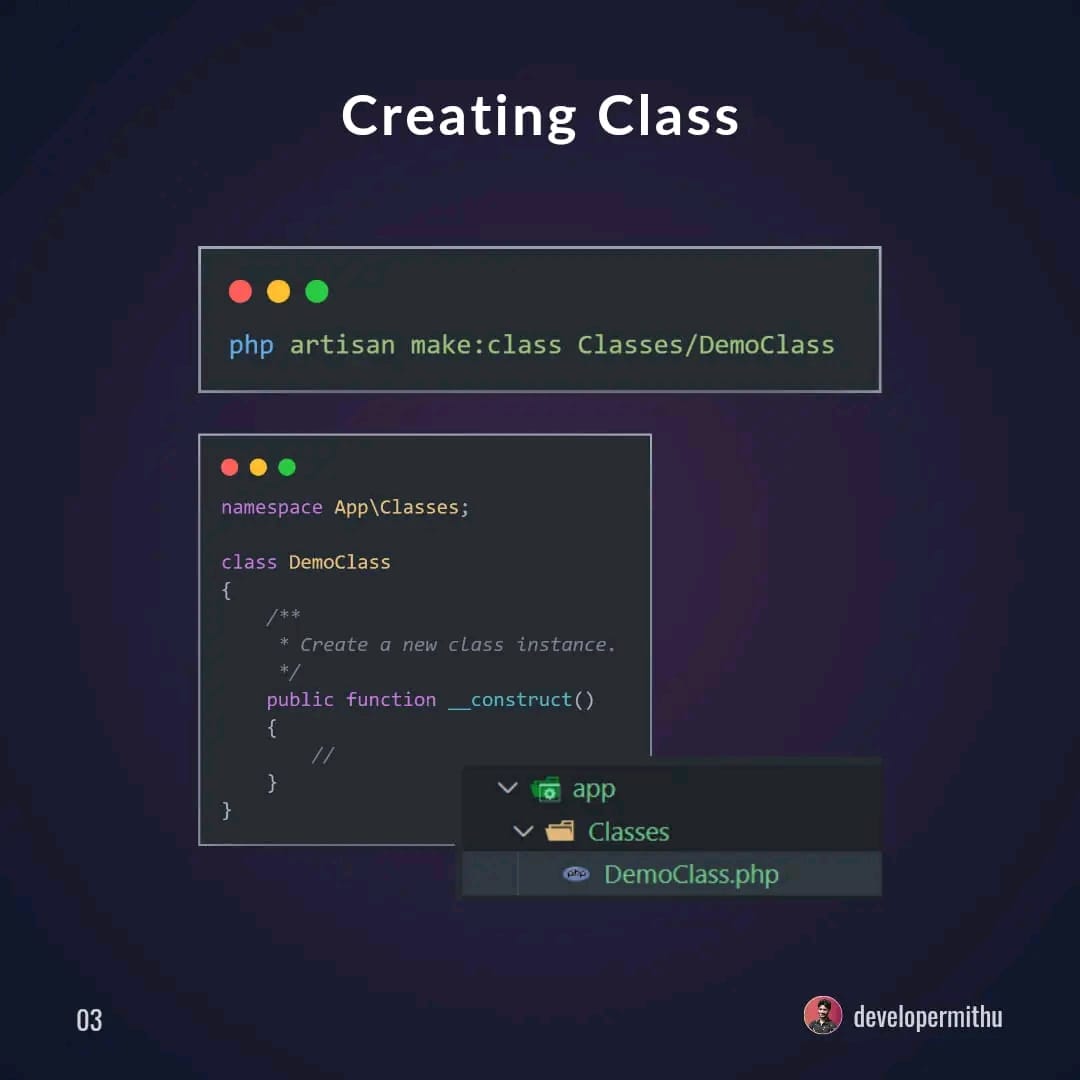 Creating Class
php artisan make:class Classes/DemoClass
namespace App\Classes;
class DemoClass
{
    /**
     * Create a new class instance.
     */
    public function __construct()
    {
        //
    }
}
app
Classes
php DemoClass.php
03
developermithu